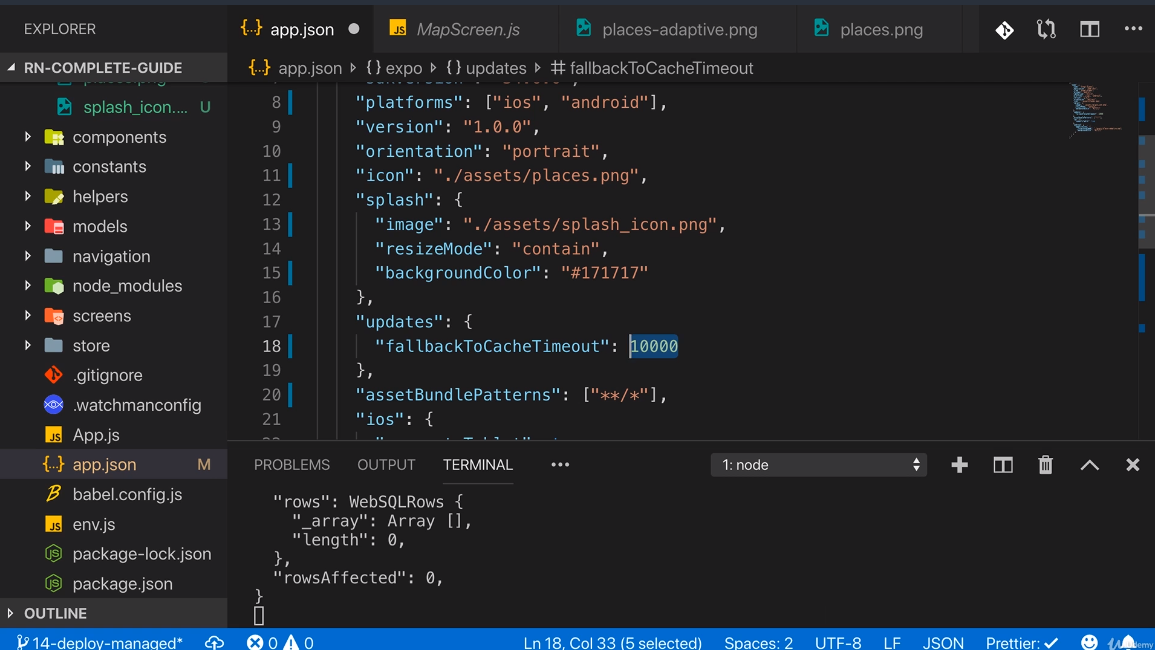 EXPLORER
RN-COMPLETE-GUIDE
splash_icon.... U
components
constants
helpers
models
navigation
node_modules
screens
store
.gitignore
.watchmanconfig
JS App.js
{..} app.json M
babel.config.js
JS env.js
package-lock.json
package.json
OUTLINE
{..} app.json
JS MapScreen.js
places-adaptive.png
places.png
{..} app.json {} expo {} updates # fallbackToCacheTimeout
8 "platforms": ["ios", "android"],
9 "version": "1.0.0",
10 "orientation": "portrait",
11 "icon": "./assets/places.png",
12 "splash": {
13 "image": "./assets/splash_icon.png",
14 "resizeMode": "contain",
15 "backgroundColor": "#171717"
16 },
17 "updates": {
18 "fallbackToCacheTimeout": 10000
19 },
20 "assetBundlePatterns": ["**/*"],
21 "ios": {
PROBLEMS OUTPUT TERMINAL ••• 1: node
"rows": WebSQLRows {
"_array": Array [],
"length": 0,
},
"rowsAffected": 0,
}
14-deploy-managed* 0 0 Ln 18, Col 33 (5 selected) Spaces: 2 UTF-8 LF JSON Prettier: ✓